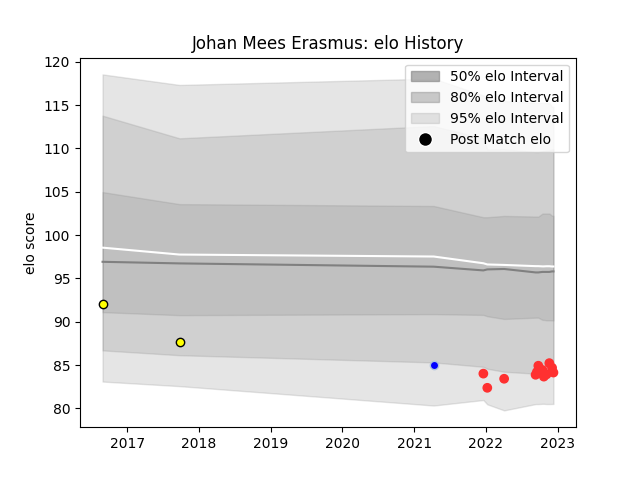 Johan Mees Erasmus: elo History
120
115
110
105
100
95
90
85
80
elo score
50% elo Interval
80% elo Interval
95% elo Interval
Post Match elo
2017 2018 2019 2020 2021 2022 2023